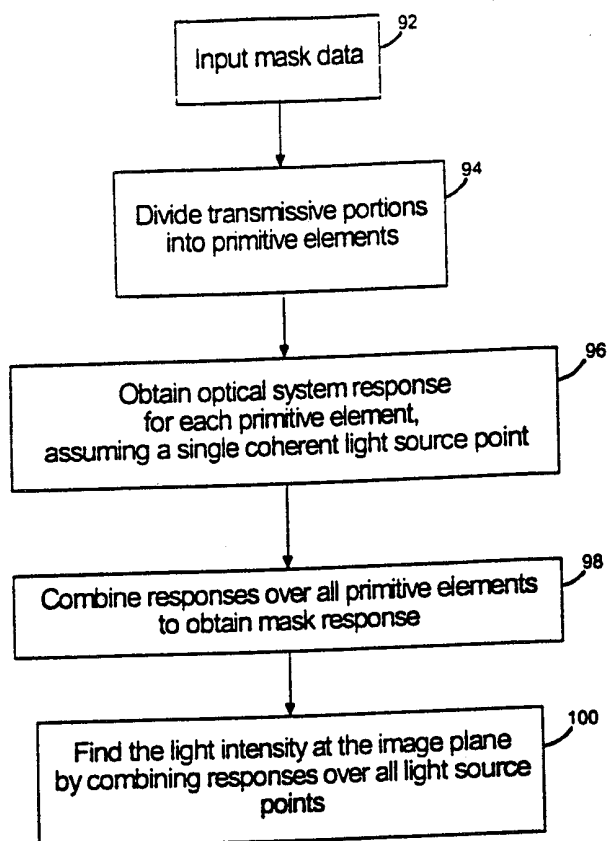 92
Input mask data
94
Divide transmissive portions
into primitive elements
96
Obtain optical system response
for each primitive element,
assuming a single coherent light source point
98
Combine responses over all primitive elements
to obtain mask response
100
Find the light intensity at the image plane
by combining responses over all light source
points